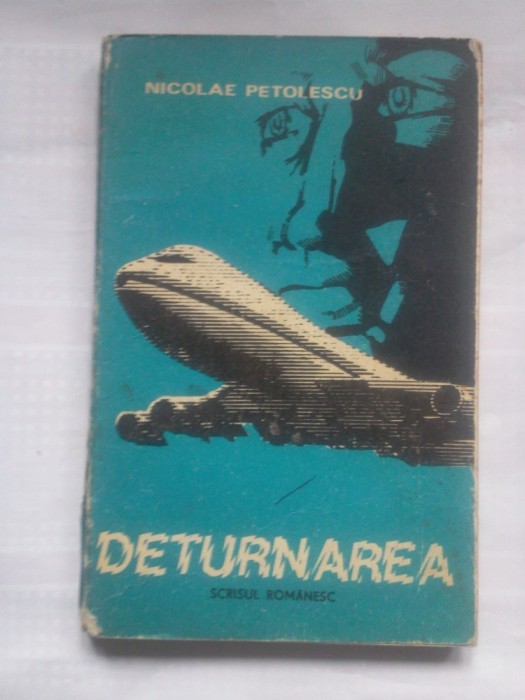 NICOLAE PETOLESCU
DETURNAREA
SCRISUL ROMÂNESC